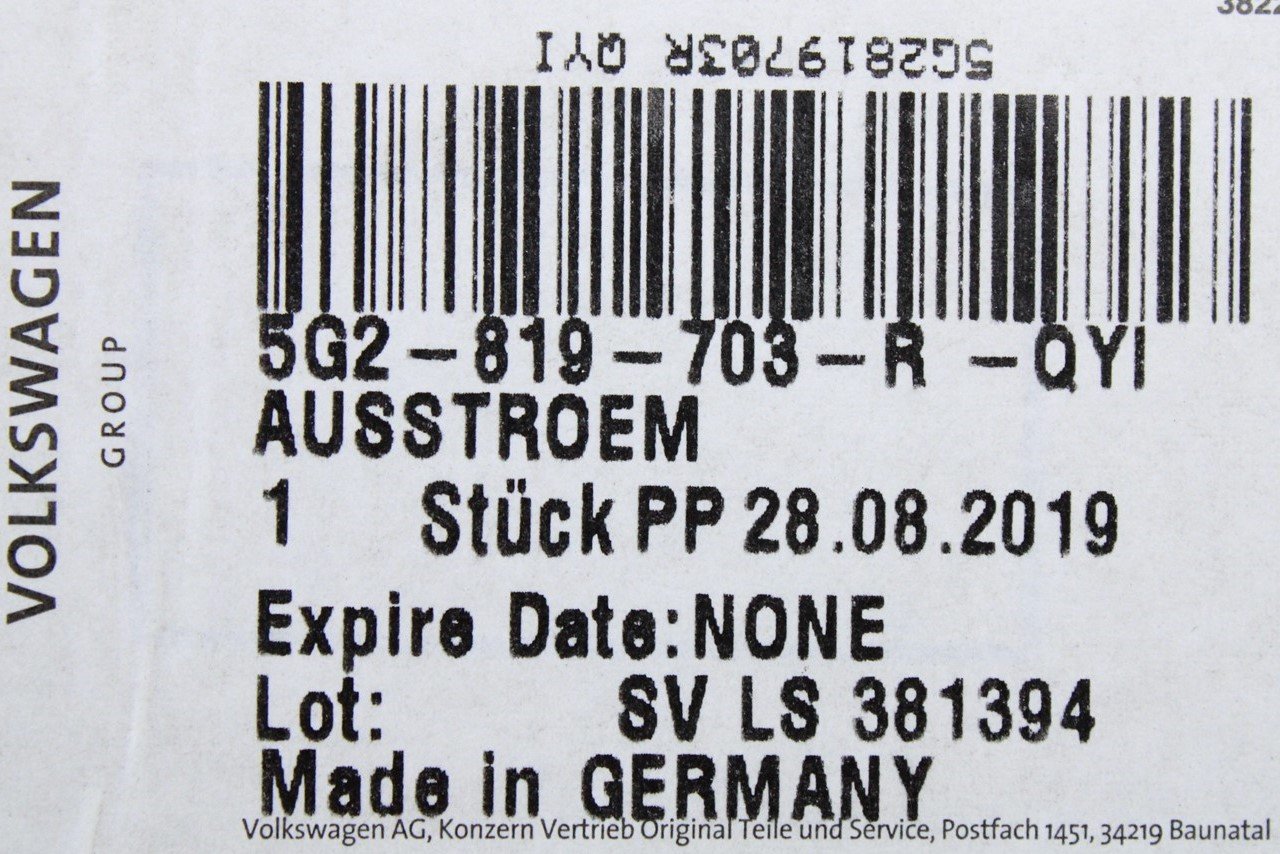 3822
5G2819703R QYI
5G2-819-703-R -QYI
AUSSTROEM
1 Stück PP 28.08.2019
Expire Date:NONE
Lot: SV LS 381394
Made in GERMANY
Volkswagen AG, Konzern Vertrieb Original Teile und Service, Postfach 1451, 34219 Baunatal
VOLKSWAGEN
GROUP